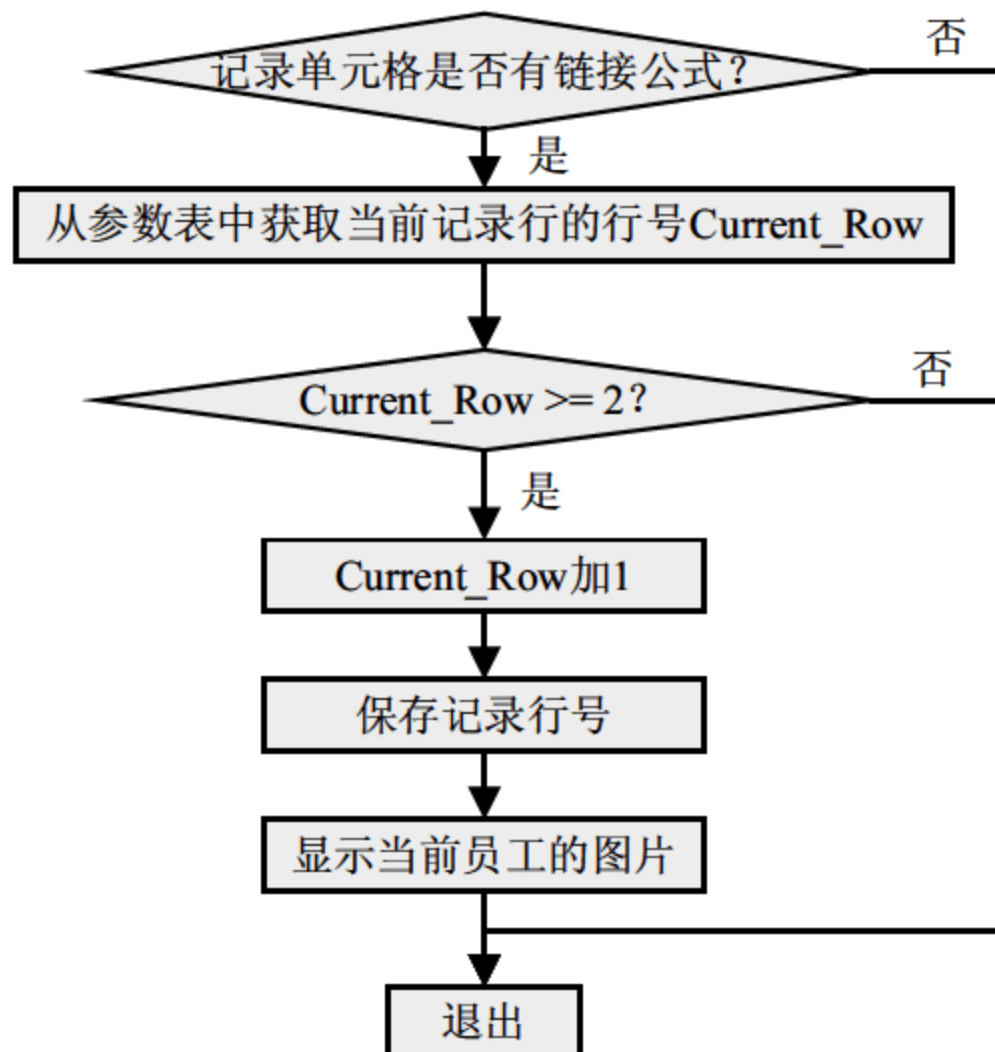 否
记录单元格是否有链接公式？
是
从参数表中获取当前记录行的行号Current_Row
否
Current_Row >= 2？
是
Current_Row加1
保存记录行号
显示当前员工的图片
退出